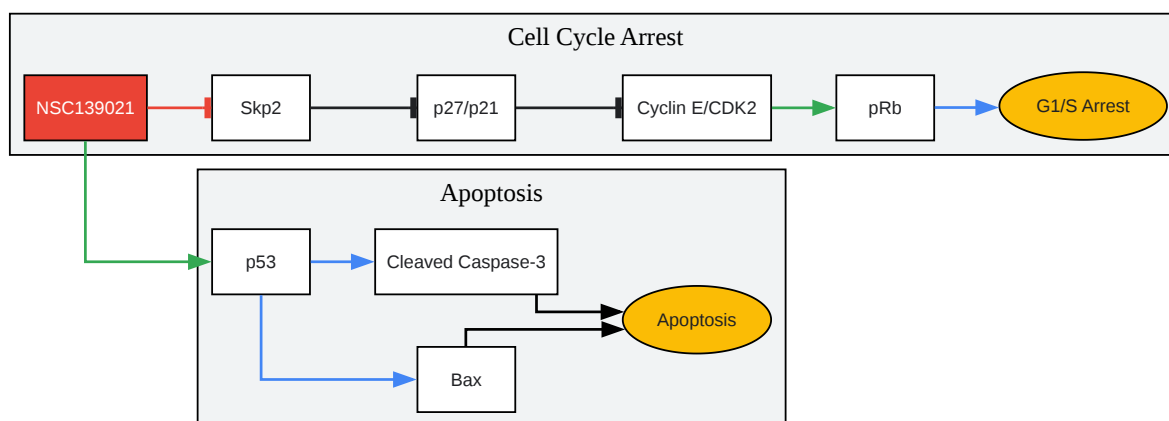 Cell Cycle Arrest
NSC139021
Skp2
p27/p21
Cyclin E/CDK2
pRb
G1/S Arrest
Apoptosis
p53
Cleaved Caspase-3
Apoptosis
Bax